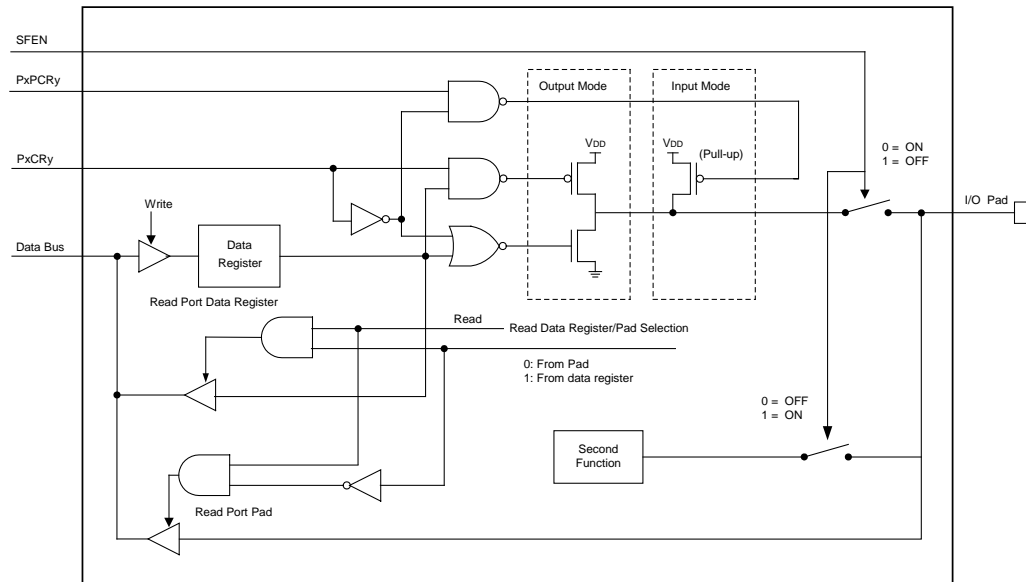 SFEN
PxPCRy
Output Mode
Input Mode
VDD
VDD
(Pull-up)
0 = ON
1 = OFF
PxCRy
I/O Pad
Write
Data Bus
Data
Register
Read Port Data Register
Read
Read Data Register/Pad Selection
0: From Pad
1: From data register
0 = OFF
1 = ON
Second
Function
Read Port Pad